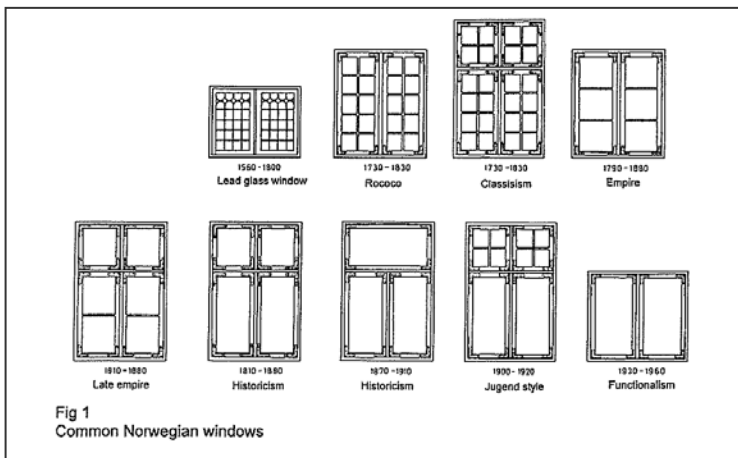 1560-1800
Lead glass window
1730-1830
Rococo
1730-1830
Classisism
1790-1880
Empire
1810-1880
Late empire
1810-1880
Historicism
1870-1910
Historicism
1900-1920
Jugend style
1930-1960
Functionalism
Fig 1
Common Norwegian windows